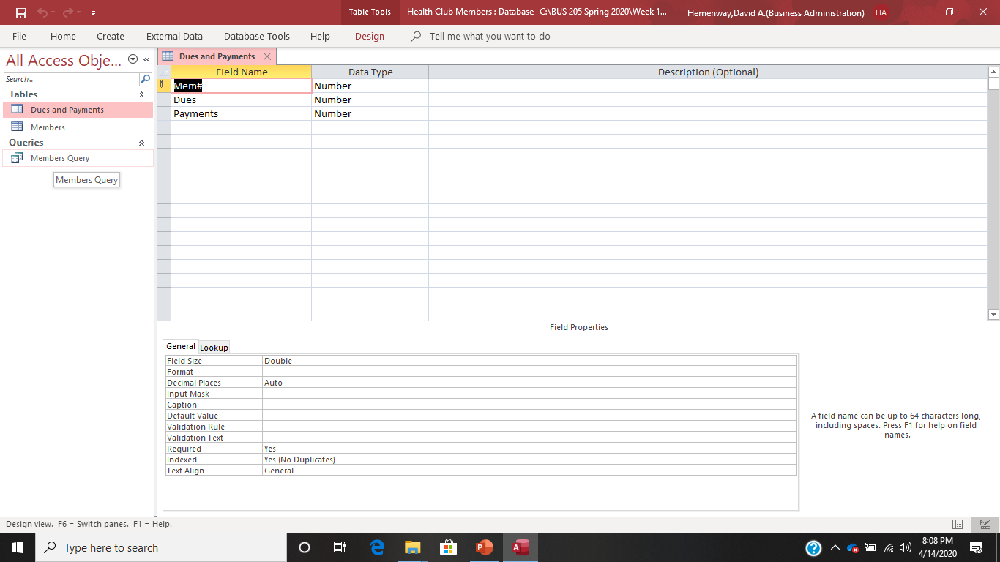 Table Tools
Health Club Members : Database- C:\BUS 205 Spring 2020\Week 1...
Hemenway,David A.(Business Administration)
HA
File Home Create External Data Database Tools Help Design Tell me what you want to do
All Access Obje...
Search...
Tables
Dues and Payments
Members
Queries
Members Query
Members Query
Dues and Payments
Field Name Data Type Description (Optional)
Mem# Number
Dues Number
Payments Number
Field Properties
General Lookup
Field Size Double
Format
Decimal Places Auto
Input Mask
Caption
Default Value
Validation Rule
Validation Text
Required Yes
Indexed Yes (No Duplicates)
Text Align General
A field name can be up to 64 characters long,
including spaces. Press F1 for help on field
names.
Design view. F6 = Switch panes. F1 = Help.
Type here to search
8:08 PM
4/14/2020